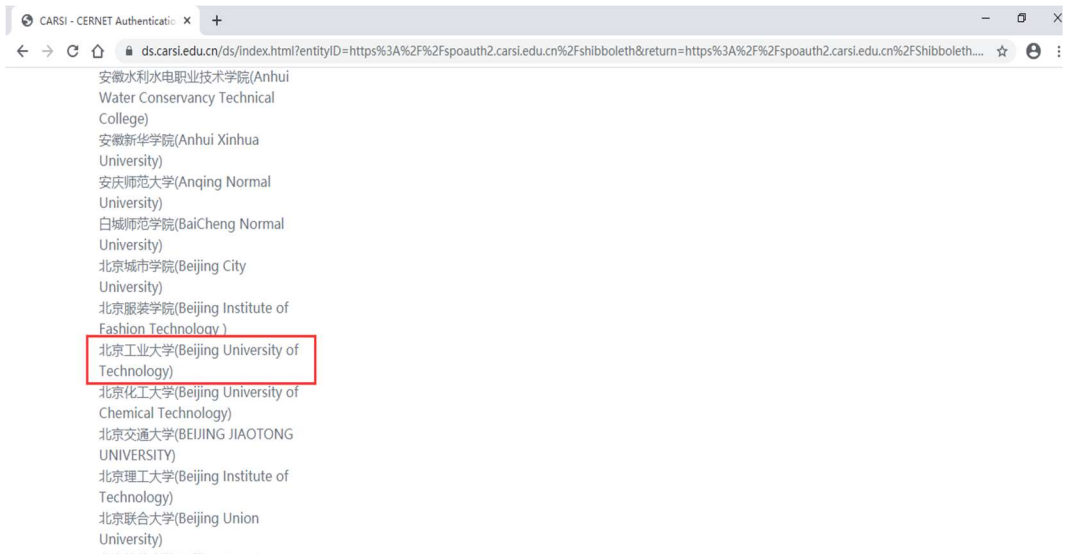 CARSI - CERNET Authenticatio
ds.carsi.edu.cn/ds/index.html?entityID=https%3A%2F%2Fspoauth2.carsi.edu.cn%2Fshibboleth&return=https%3A%2F%2Fspoauth2.carsi.edu.cn%2FShibboleth....
安徽水利水电职业技术学院(Anhui
Water Conservancy Technical
College)
安徽新华学院(Anhui Xinhua
University)
安庆师范大学(Anqing Normal
University)
白城师范学院(BaiCheng Normal
University)
北京城市学院(Beijing City
University)
北京服装学院(Beijing Institute of
Fashion Technology )
北京工业大学(Beijing University of
Technology)
北京化工大学(Beijing University of
Chemical Technology)
北京交通大学(BEIJING JIAOTONG
UNIVERSITY)
北京理工大学(Beijing Institute of
Technology)
北京联合大学(Beijing Union
University)